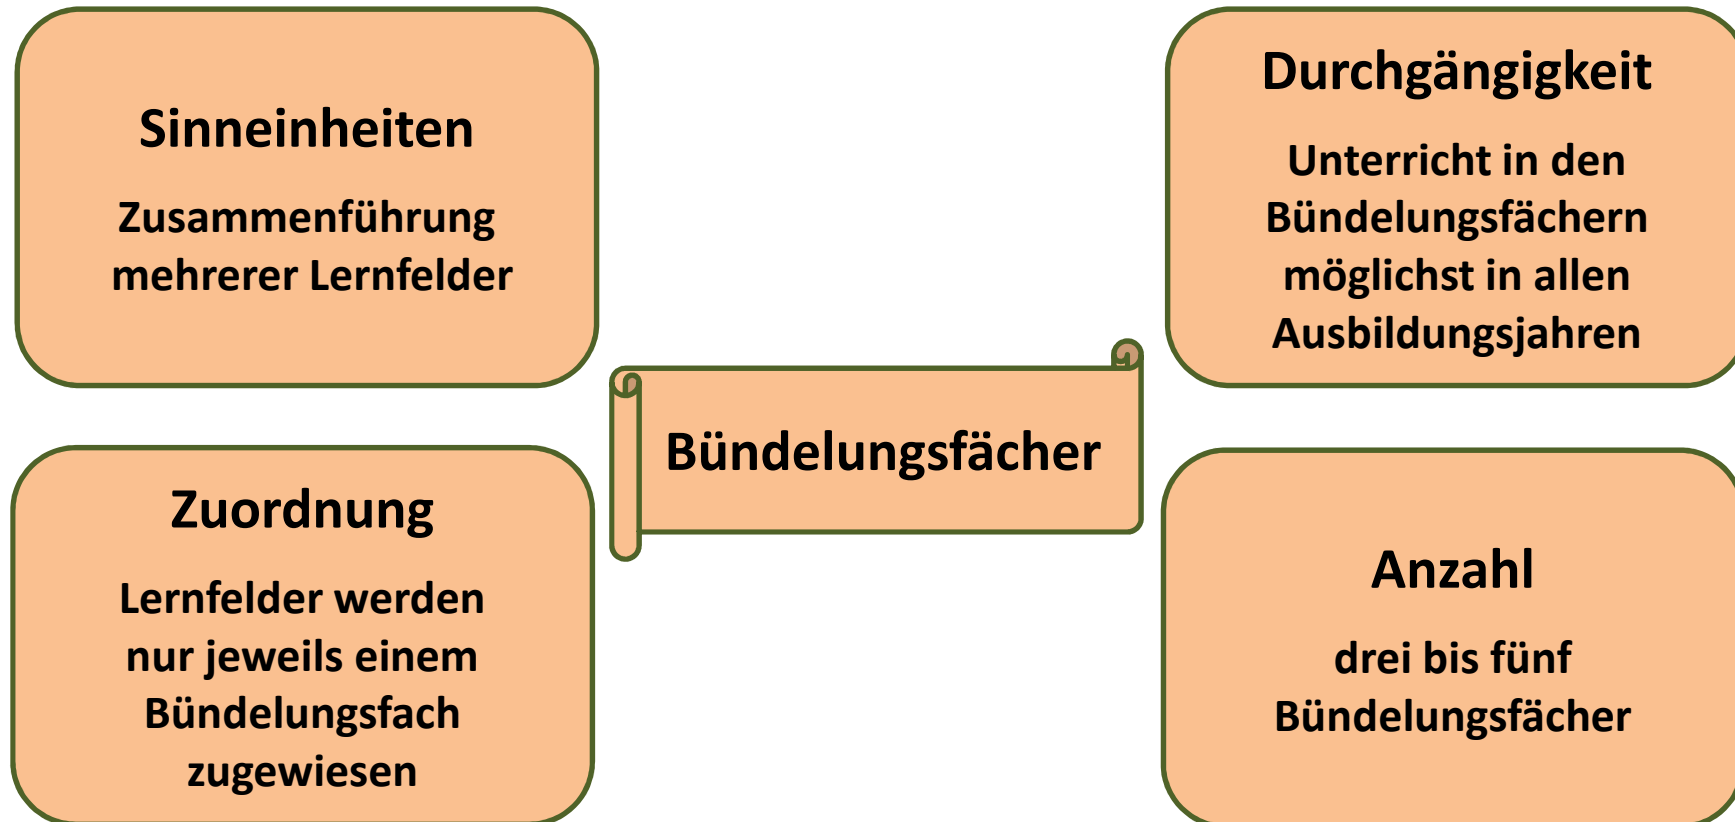 Sinneinheiten
Zusammenführung
mehrerer Lernfelder
Durchgängigkeit
Unterricht in den
Bündelungsfächern
möglichst in allen
Ausbildungsjahren
Bündelungsfächer
Zuordnung
Lernfelder werden
nur jeweils einem
Bündelungsfach
zugewiesen
Anzahl
drei bis fünf
Bündelungsfächer